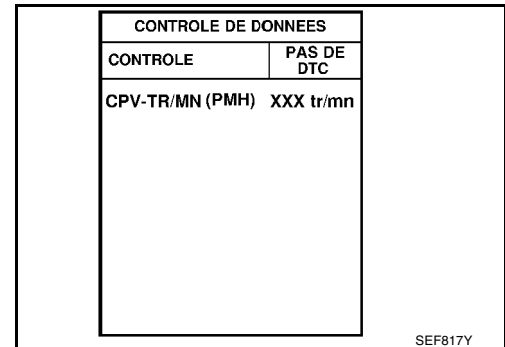 CONTROLE DE DONNEES
CONTROLE
PAS DE
DTC
CPV-TR/MN (PMH) XXX tr/mn
SEF817Y